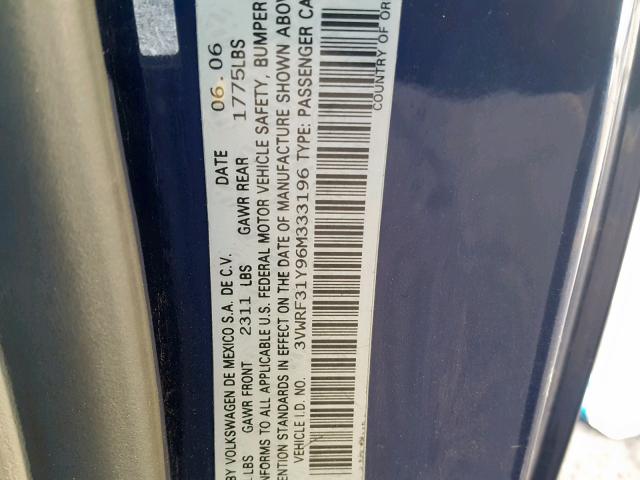 BY VOLKSWAGEN DE MEXICO S.A. DE C.V. DATE 06.06
LBS GAWR FRONT 2311 LBS GAWR REAR 1775LBS
NFORMS TO ALL APPLICABLE U.S. FEDERAL MOTOR VEHICLE SAFETY, BUMPER
ENTION STANDARDS IN EFFECT ON THE DATE OF MANUFACTURE SHOWN ABOV
VEHICLE I.D. NO. 3VWRF31Y96M333196 TYPE: PASSENGER CA
COUNTRY OF OR